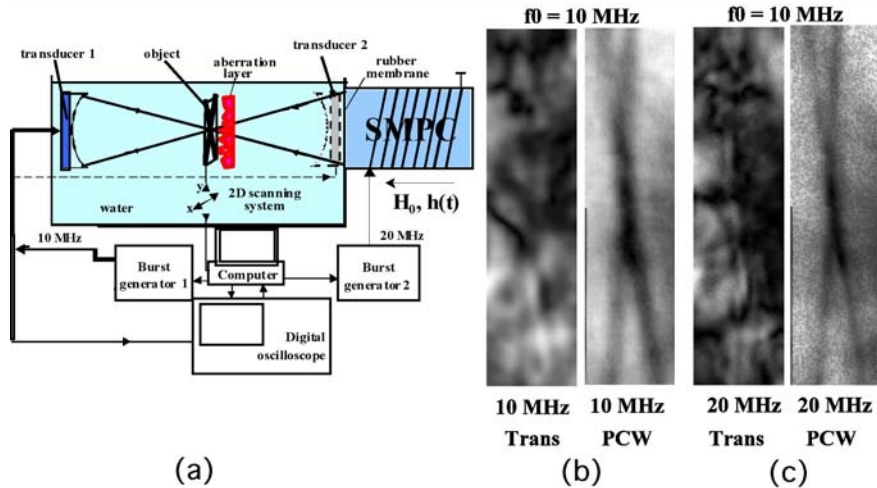 transducer 1
object
aberration
layer
transducer 2
rubber
membrane
SMPC
y
x
2D scanning
system
water
H0, h(t)
10 MHz
20 MHz
Burst
generator 1
Computer
Burst
generator 2
Digital
oscilloscope
(a)
f0 = 10 MHz
10 MHz
Trans
10 MHz
PCW
(b)
f0 = 10 MHz
20 MHz
Trans
20 MHz
PCW
(c)